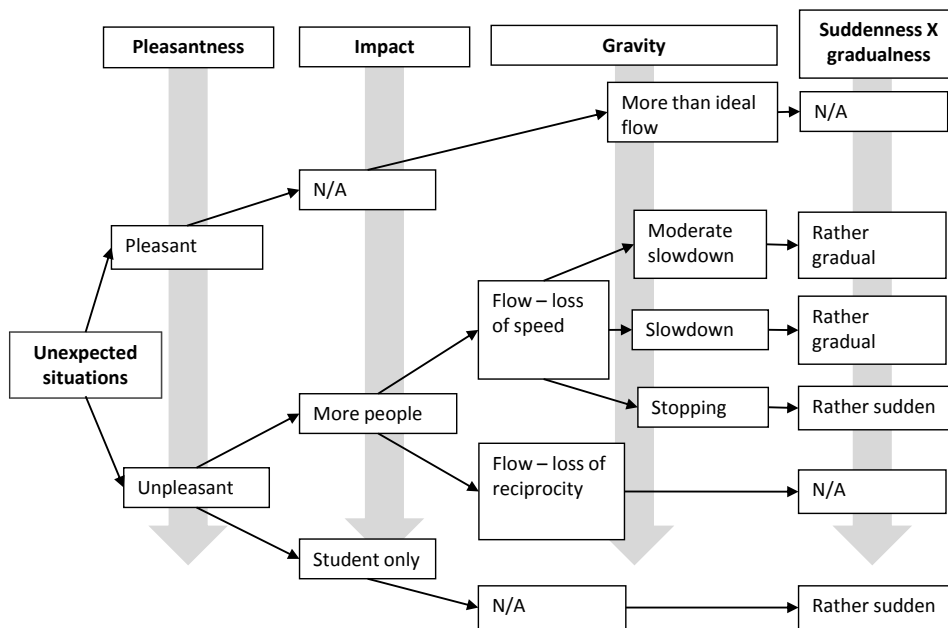 Pleasantness
Impact
Gravity
Suddenness X
gradualness
More than ideal
flow
N/A
N/A
Pleasant
Moderate
slowdown
Rather
gradual
Flow – loss
of speed
Slowdown
Rather
gradual
Unexpected
situations
More people
Stopping
Rather sudden
Unpleasant
Flow – loss of
reciprocity
N/A
Student only
N/A
Rather sudden